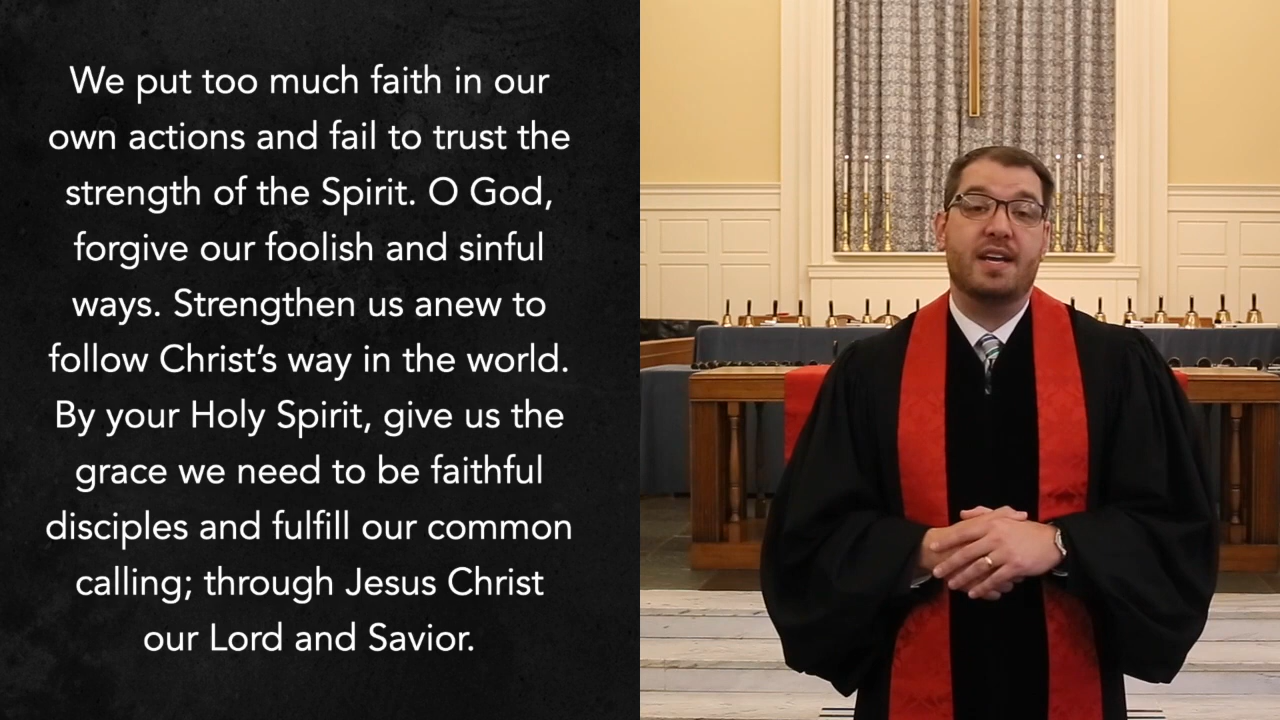 We put too much faith in our
own actions and fail to trust the
strength of the Spirit. O God,
forgive our foolish and sinful
ways. Strengthen us anew to
follow Christ’s way in the world.
By your Holy Spirit, give us the
grace we need to be faithful
disciples and fulfill our common
calling; through Jesus Christ
our Lord and Savior.